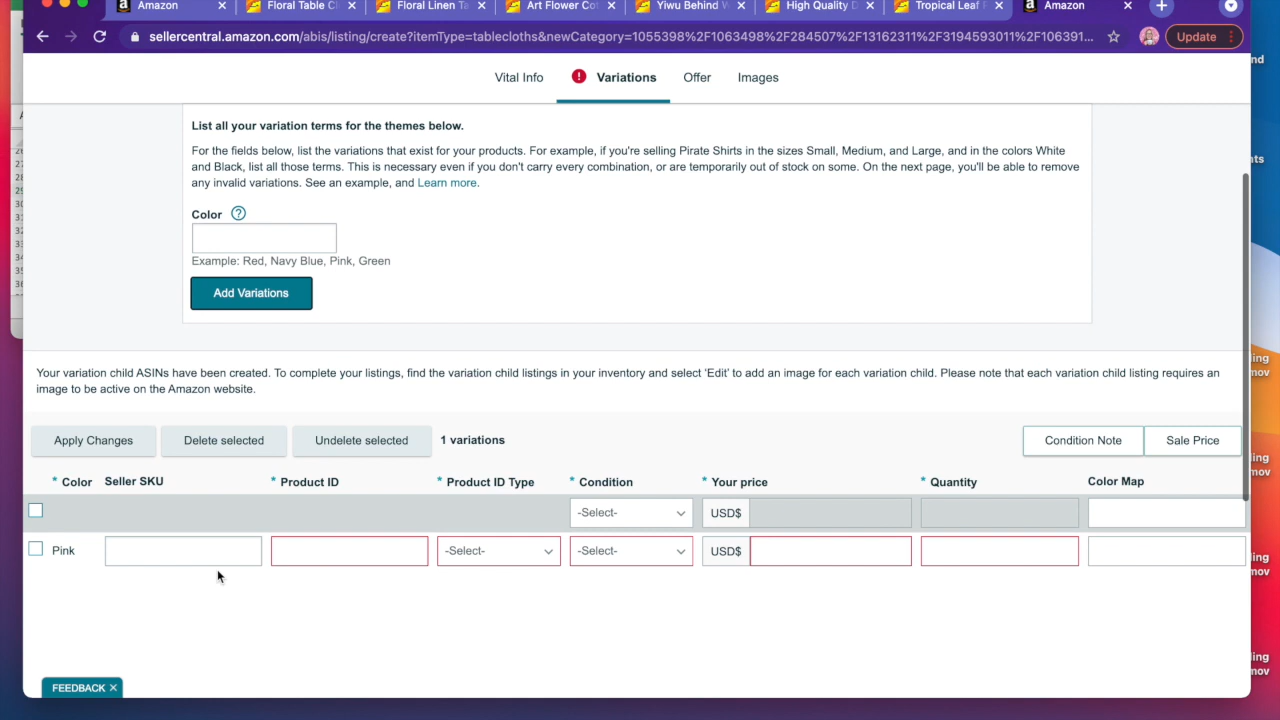 Amazon
Floral Table Cl
Floral Linen Ta
Art Flower Cot
Yiwu Behind W
High Quality D
Tropical Leaf F
Amazon
sellercentral.amazon.com/abis/listing/create?itemType=tablecloths&newCategory=1055398%2F1063498%2F284507%2F13162311%2F3194593011%2F106391...
Update
Vital Info
Variations
Offer
Images
List all your variation terms for the themes below.
For the fields below, list the variations that exist for your products. For example, if you're selling Pirate Shirts in the sizes Small, Medium, and Large, and in the colors White
and Black, list all those terms. This is necessary even if you don't carry every combination, or are temporarily out of stock on some. On the next page, you'll be able to remove
any invalid variations. See an example, and Learn more.
Color ?
Example: Red, Navy Blue, Pink, Green
Add Variations
Your variation child ASINs have been created. To complete your listings, find the variation child listings in your inventory and select 'Edit' to add an image for each variation child. Please note that each variation child listing requires an
image to be active on the Amazon website.
Apply Changes
Delete selected
Undelete selected
1 variations
Condition Note
Sale Price
* Color
Seller SKU
* Product ID
* Product ID Type
* Condition
* Your price
* Quantity
Color Map
-Select-
USD$
Pink
-Select-
-Select-
USD$
FEEDBACK ×
nd
nts
ing
mov
ing
mov
ing
mov
ing
mov